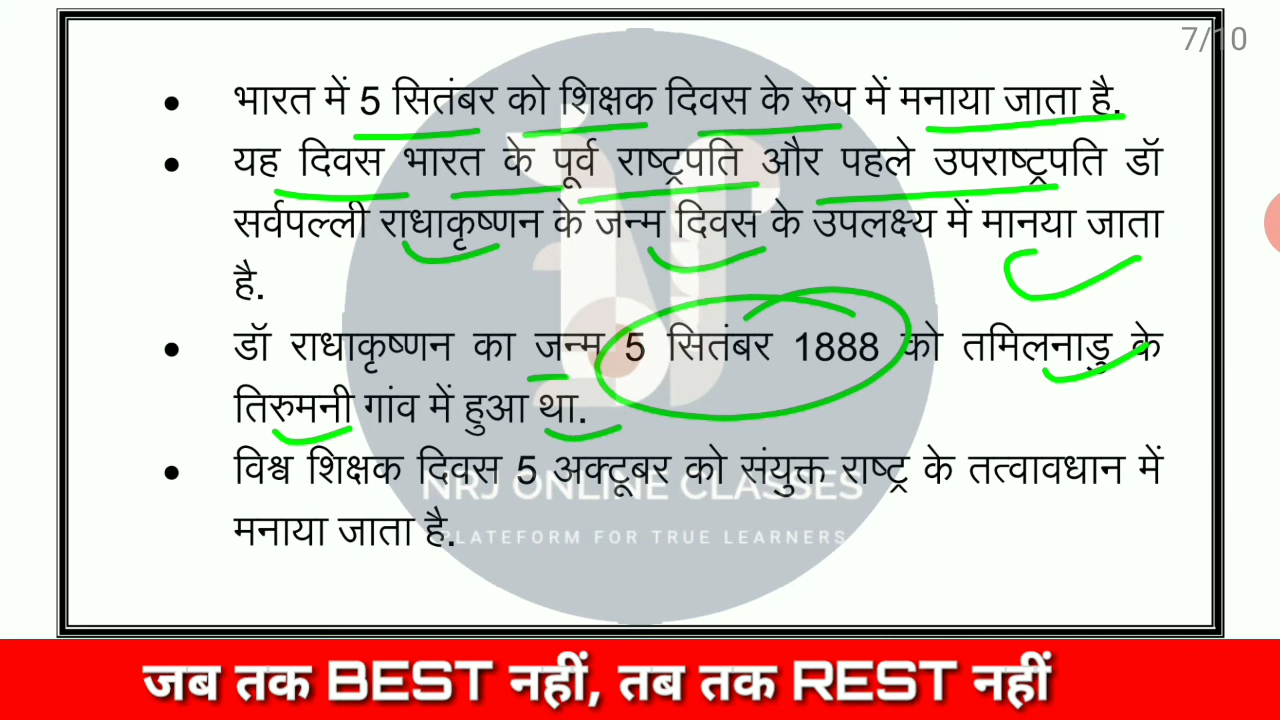 7/10
• भारत में 5 सितंबर को शिक्षक दिवस के रूप में मनाया जाता है.
• यह दिवस भारत के पूर्व राष्ट्रपति और पहले उपराष्ट्रपति डॉ
सर्वपल्ली राधाकृष्णन के जन्म दिवस के उपलक्ष्य में मानया जाता
है.
• डॉ राधाकृष्णन का जन्म 5 सितंबर 1888 को तमिलनाडु के
तिरुमनी गांव में हुआ था.
• विश्व शिक्षक दिवस 5 अक्टूबर को संयुक्त राष्ट्र के तत्वावधान में
NRJ ONLINE CLASSES
मनाया जाता है.
PLATEFORM FOR TRUE LEARNERS
जब तक BEST नहीं, तब तक REST नहीं